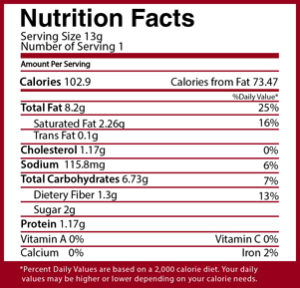 Nutrition Facts
Serving Size 13g
Number of Serving 1
Amount Per Serving
Calories 102.9 Calories from Fat 73.47
%Daily Value*
Total Fat 8.2g 25%
Saturated Fat 2.26g 16%
Trans Fat 0.1g
Cholesterol 1.17g 0%
Sodium 115.8mg 6%
Total Carbohydrates 6.73g 7%
Dietery Fiber 1.3g 13%
Sugar 2g
Protein 1.17g
Vitamin A 0% Vitamin C 0%
Calcium 0% Iron 2%
*Percent Daily Values are based on a 2,000 calorie diet. Your daily
values may be higher or lower depending on your calorie needs.